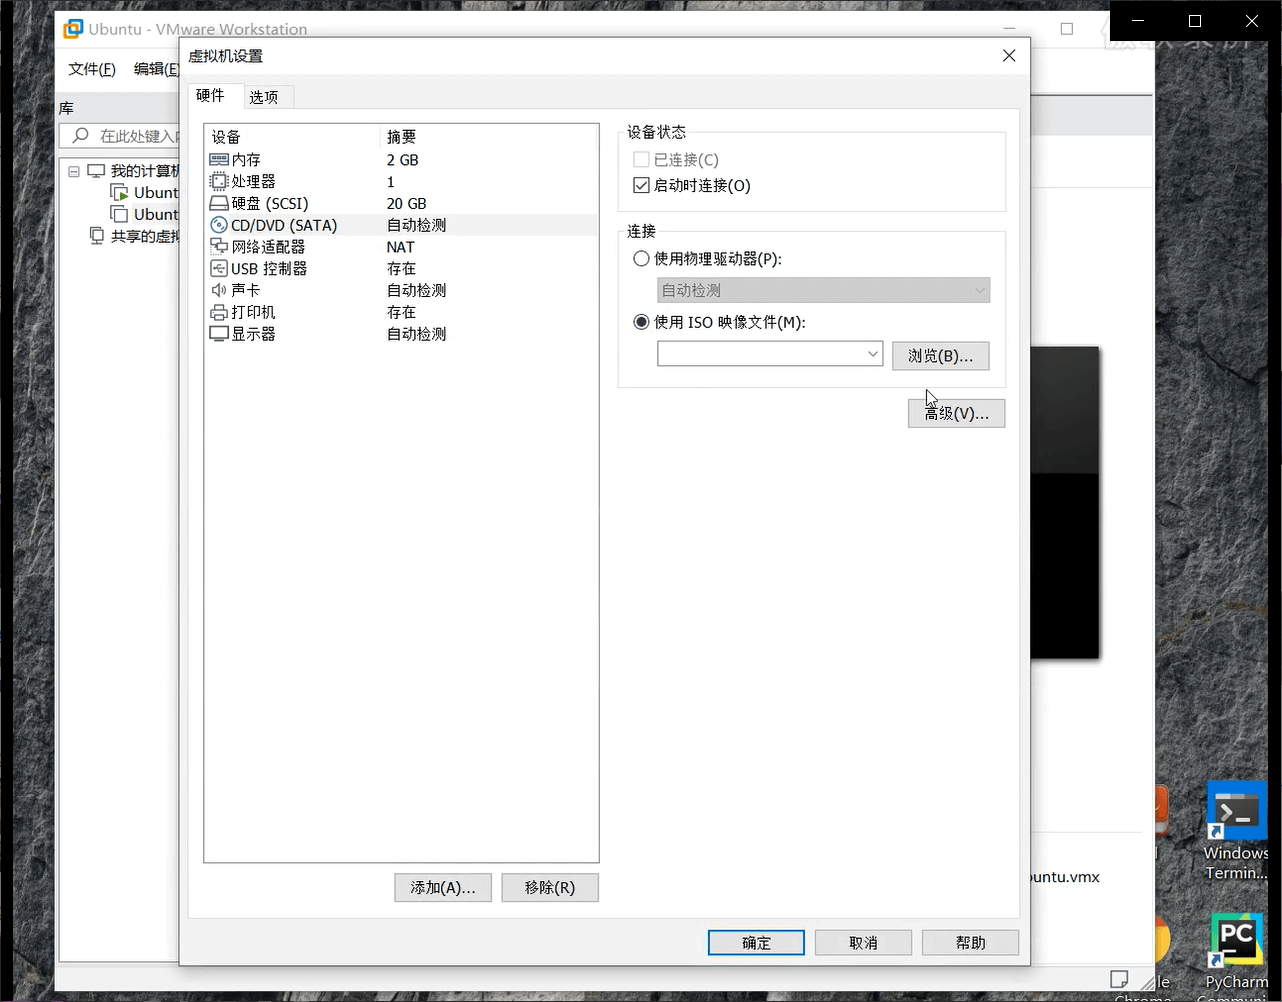 Ubuntu - VMware Workstation
虚拟机设置
文件(F) 编辑(E)
硬件
选项
库
在此处键入
我的计算机
Ubunt
Ubunt
共享的虚拟
设备 摘要
内存 2 GB
处理器 1
硬盘 (SCSI) 20 GB
CD/DVD (SATA) 自动检测
网络适配器 NAT
USB 控制器 存在
声卡 自动检测
打印机 存在
显示器 自动检测
添加(A)... 移除(R)
设备状态
已连接(C)
启动时连接(O)
连接
使用物理驱动器(P):
自动检测
使用 ISO 映像文件(M):
浏览(B)...
高级(V)...
确定 取消 帮助
buntu.vmx
Windows
Termin...
PC
PyCharm
le
Chrome
Communi